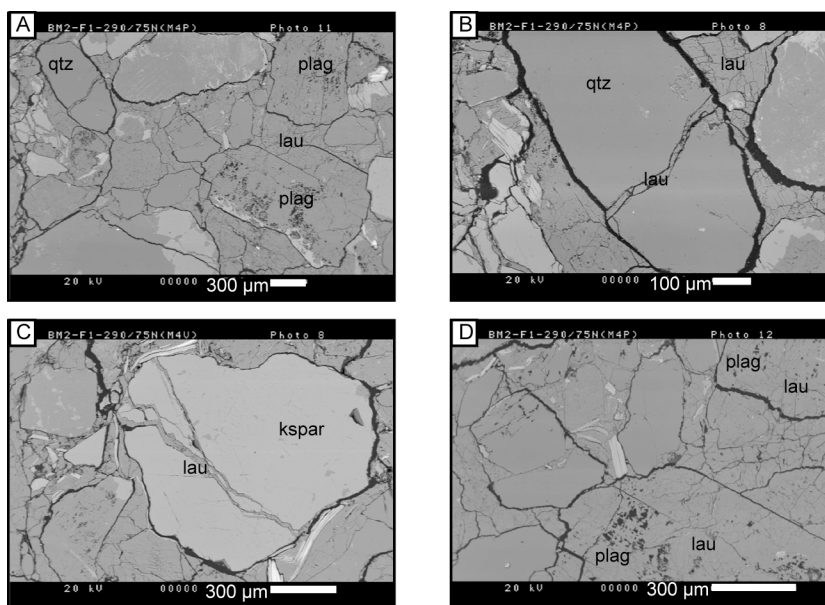 A
BM2-F1-290/75N(M4P) Photo 11
qtz
plag
lau
plag
20 kV 00000 300 µm
B
BM2-F1-290/75N(M4P) Photo 8
lau
qtz
lau
20 kV 00000 100 µm
C
BM2-F1-290/75N(M4U) Photo 8
kspar
lau
20 kV 00000 300 µm
D
BM2-F1-290/75N(M4P) Photo 12
plag
lau
lau
plag
20 kV 00000 300 µm